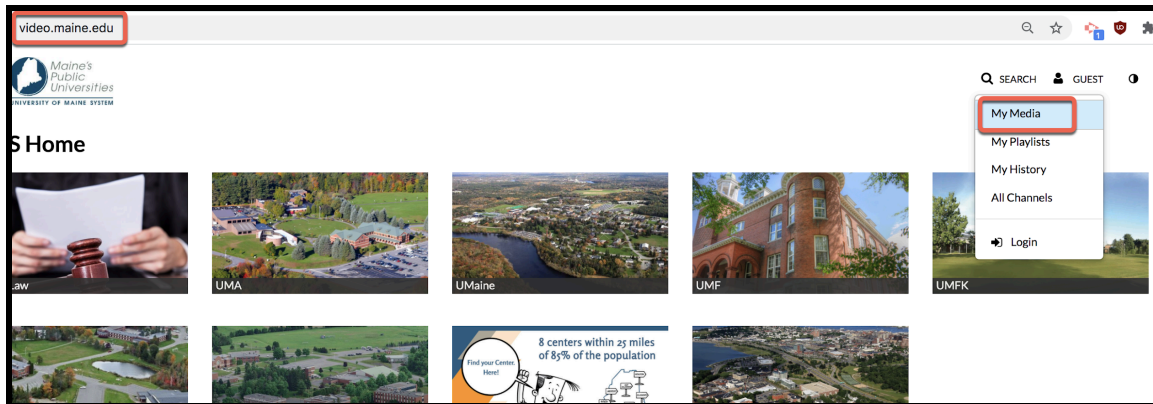 video.maine.edu
1
Maine's
Public
Universities
UNIVERSITY OF MAINE SYSTEM
SEARCH GUEST
My Media
My Playlists
My History
All Channels
Login
S Home
Law UMA UMaine UMF UMFK
Find your Center.
Here!
8 centers within 25 miles
of 85% of the population